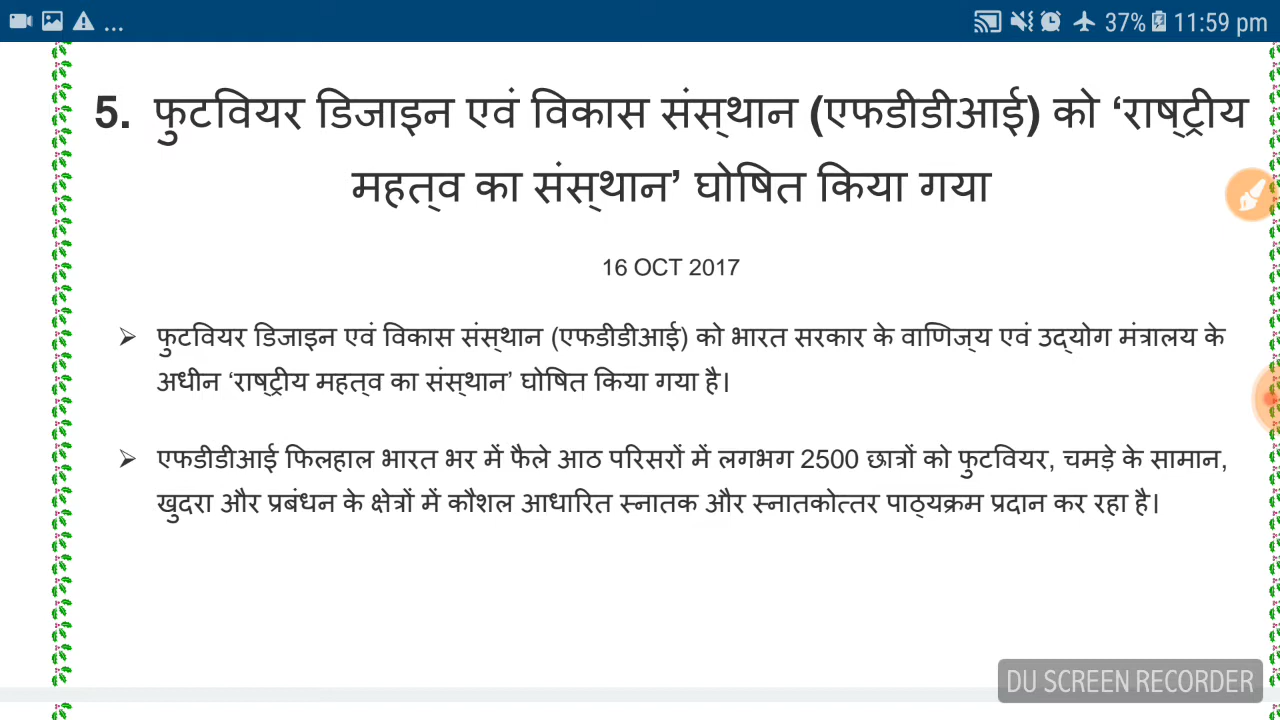 ... 37% 11:59 pm
5. फुटवियर डिजाइन एवं विकास संस्‌थान (एफडीडीआई) को ‘राष्‌ट्रीय
महत्‌व का संस्‌थान’ घोषित किया गया
16 OCT 2017
➢ फुटवियर डिजाइन एवं विकास संस्‌थान (एफडीडीआई) को भारत सरकार के वाणिज्‌य एवं उद्‌योग मंत्रालय के
अधीन ‘राष्‌ट्रीय महत्‌व का संस्‌थान’ घोषित किया गया है।
➢ एफडीडीआई फिलहाल भारत भर में फैले आठ परिसरों में लगभग 2500 छात्रों को फुटवियर, चमड़े के सामान,
खुदरा और प्रबंधन के क्षेत्रों में कौशल आधारित स्नातक और स्नातकोत्‌तर पाठ्‌यक्रम प्रदान कर रहा है।
DU SCREEN RECORDER